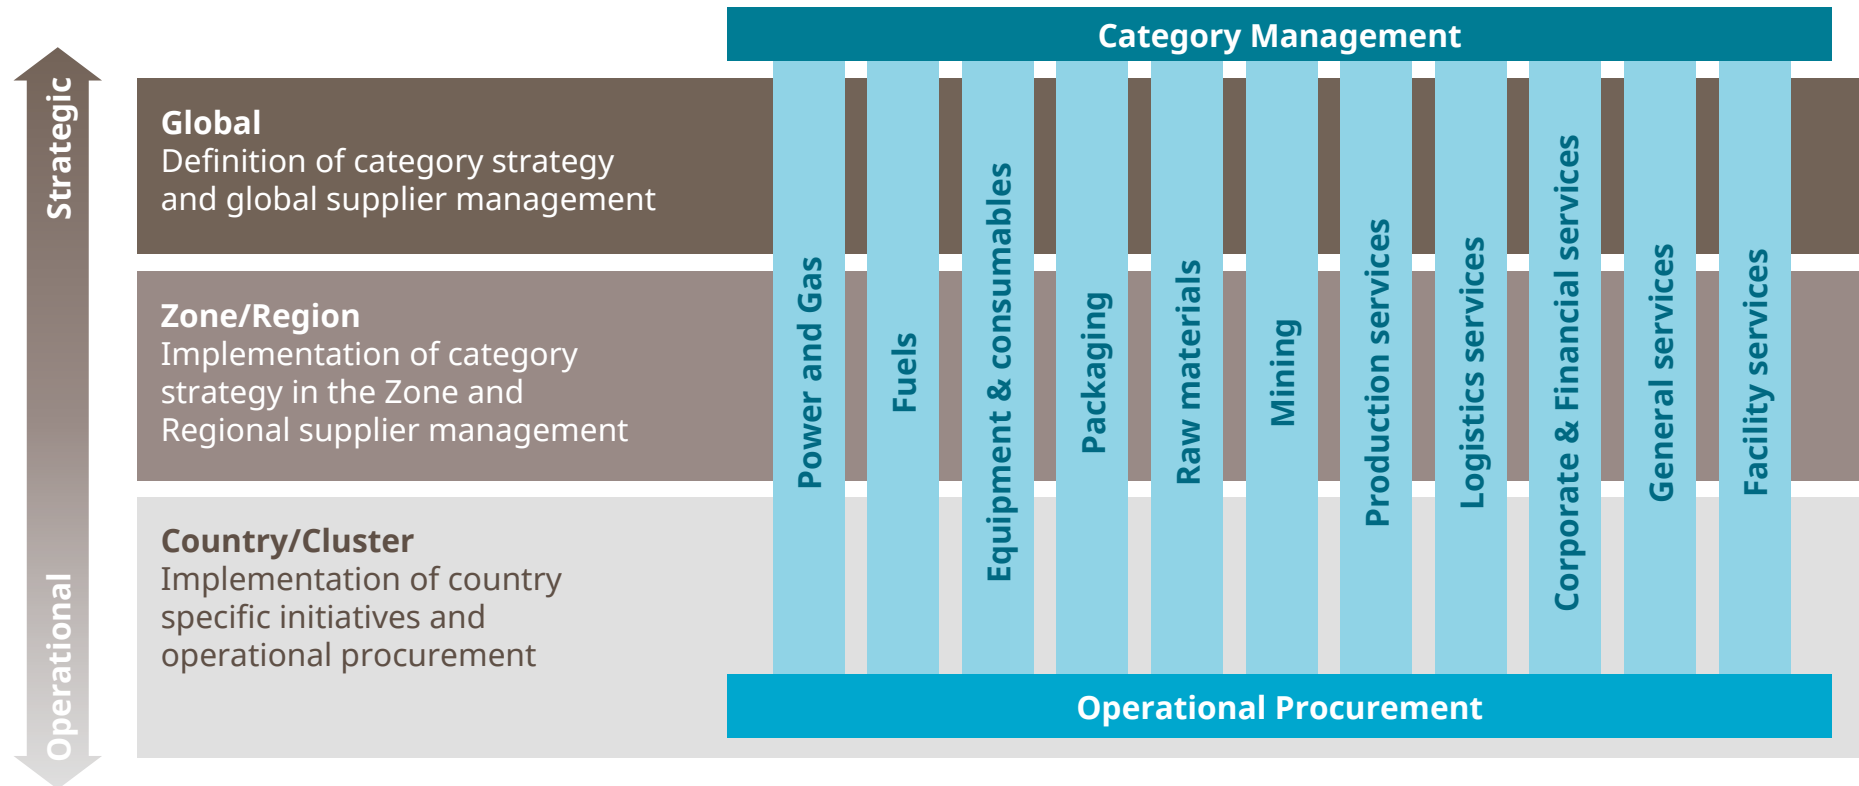 Category Management
Strategic
Operational
Global
Definition of category strategy
and global supplier management
Zone/Region
Implementation of category
strategy in the Zone and
Regional supplier management
Country/Cluster
Implementation of country
specific initiatives and
operational procurement
Power and Gas
Fuels
Equipment & consumables
Packaging
Raw materials
Mining
Production services
Logistics services
Corporate & Financial services
General services
Facility services
Operational Procurement